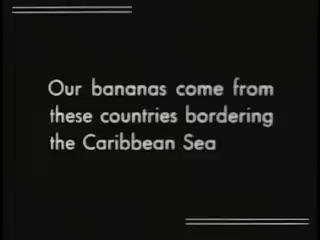 Our bananas come from
these countries bordering
the Caribbean Sea